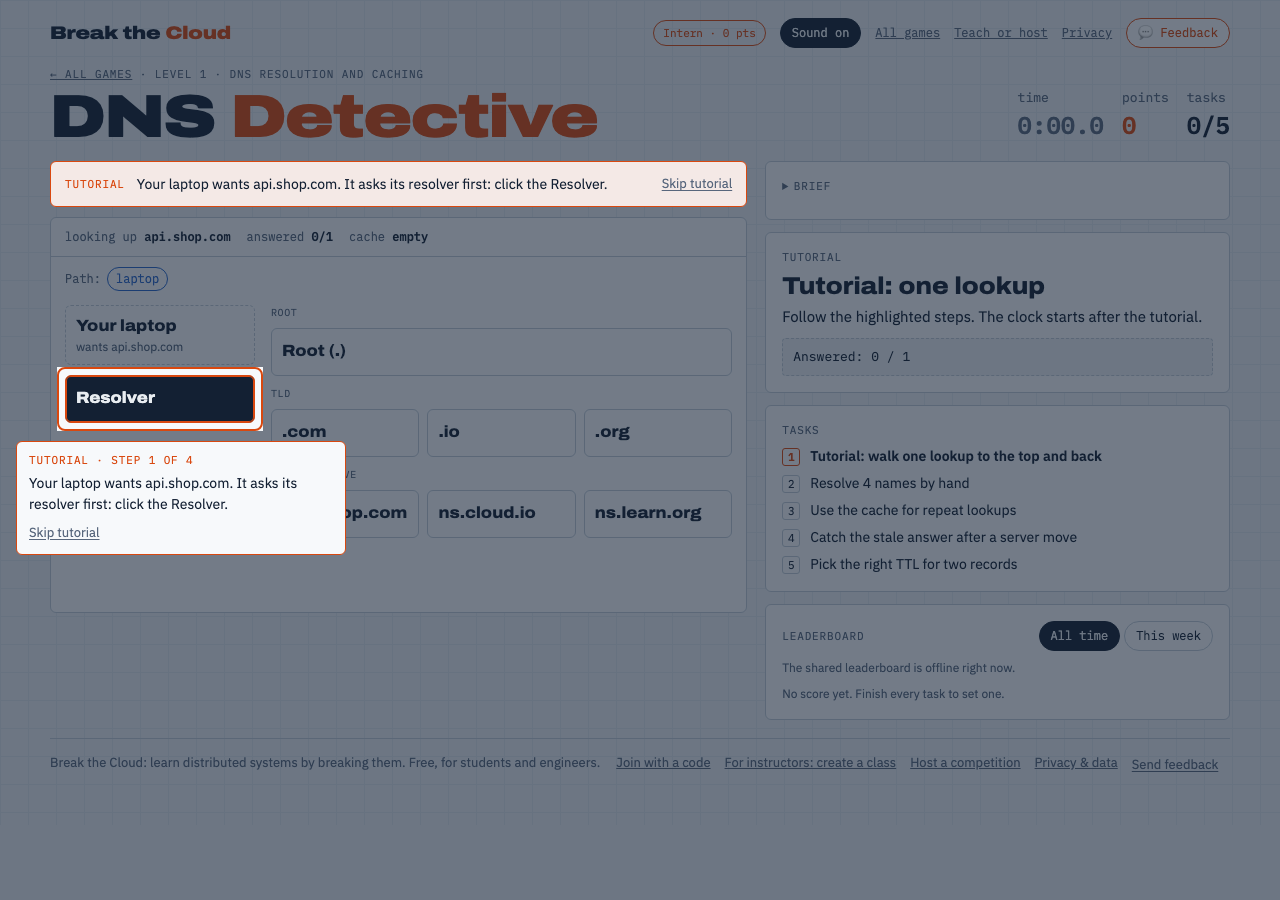 Break the Cloud
Intern · 0 pts
Sound on
All games
Teach or host
Privacy
💬 Feedback
← ALL GAMES · LEVEL 1 · DNS RESOLUTION AND CACHING
DNS Detective
time points tasks
0:00.0 0 0/5
TUTORIAL Your laptop wants api.shop.com. It asks its resolver first: click the Resolver. Skip tutorial
looking up api.shop.com answered 0/1 cache empty
Path: laptop
Your laptop
wants api.shop.com
Resolver
ROOT
Root (.)
TLD
.com
.io
.org
ns.cloud.io
ns.learn.org
TUTORIAL · STEP 1 OF 4
Your laptop wants api.shop.com. It asks its
resolver first: click the Resolver.
Skip tutorial
▶ BRIEF
TUTORIAL
Tutorial: one lookup
Follow the highlighted steps. The clock starts after the tutorial.
Answered: 0 / 1
TASKS
1 Tutorial: walk one lookup to the top and back
2 Resolve 4 names by hand
3 Use the cache for repeat lookups
4 Catch the stale answer after a server move
5 Pick the right TTL for two records
LEADERBOARD
All time
This week
The shared leaderboard is offline right now.
No score yet. Finish every task to set one.
Break the Cloud: learn distributed systems by breaking them. Free, for students and engineers.
Join with a code
For instructors: create a class
Host a competition
Privacy & data
Send feedback